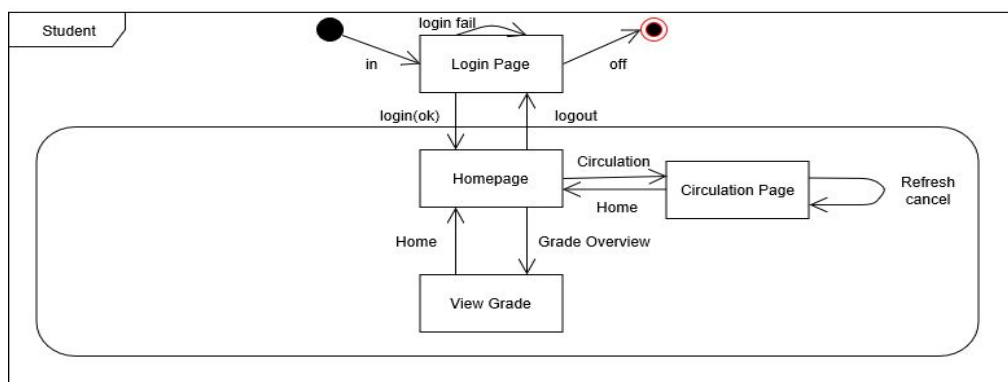 Student
login fail
in
Login Page
off
login(ok)
logout
Homepage
Circulation
Home
Circulation Page
Refresh
cancel
Home
Grade Overview
View Grade